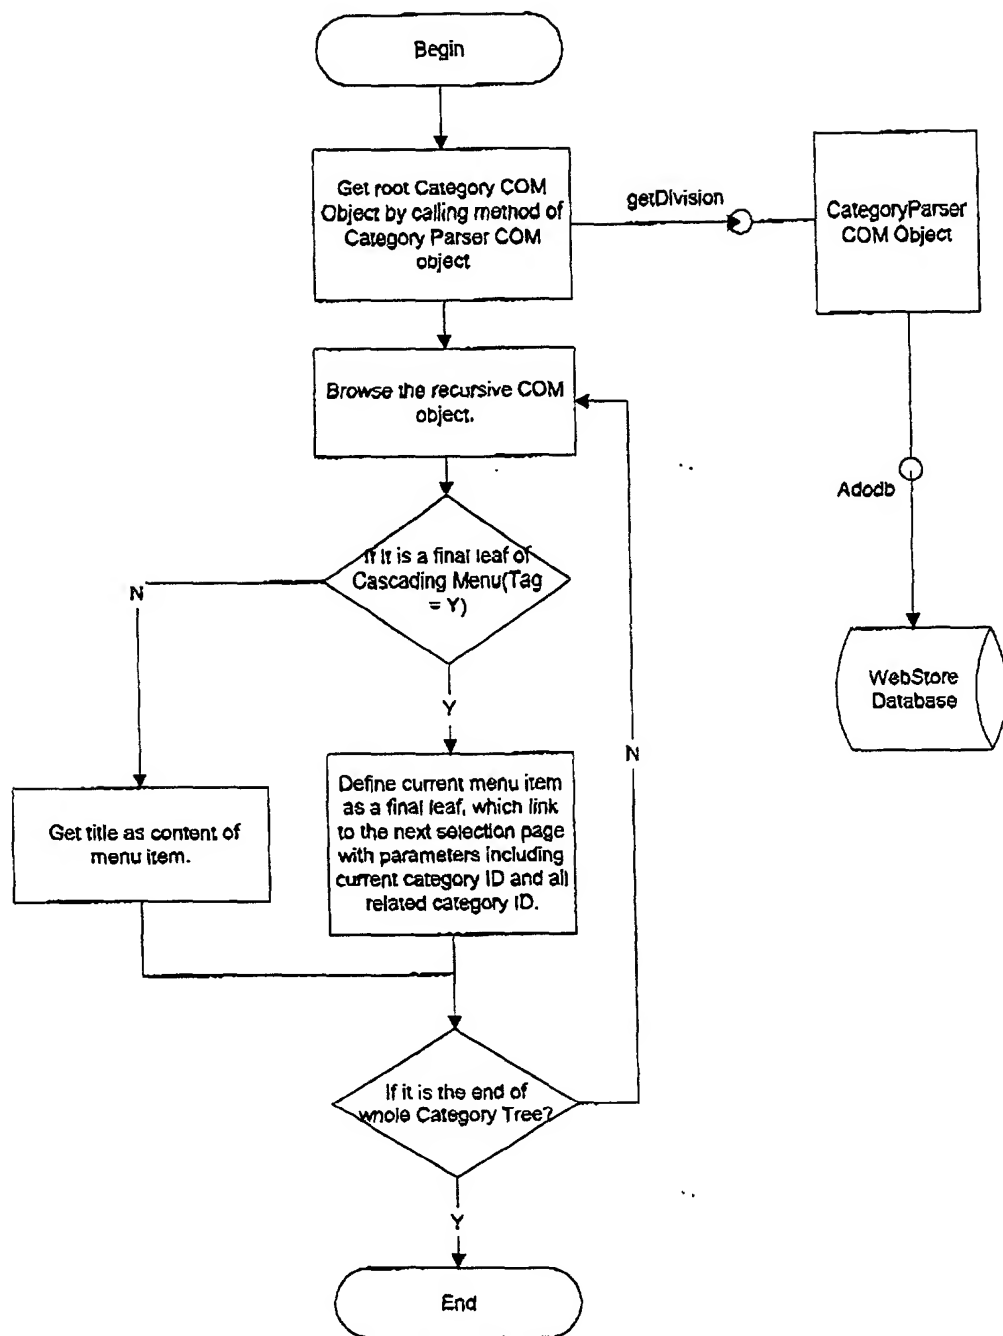 Begin
Get root Category COM
Object by calling method of
Category Parser COM
object
getDivision
CategoryParser
COM Object
Browse the recursive COM
object.
Adodb
If it is a final leaf of
Cascading Menu(Tag
= Y)
N
Y
WebStore
Database
N
Define current menu item
as a final leaf, which link
to the next selection page
with parameters including
current category ID and all
related category ID.
Get title as content of
menu item.
If it is the end of
whole Category Tree?
Y
End